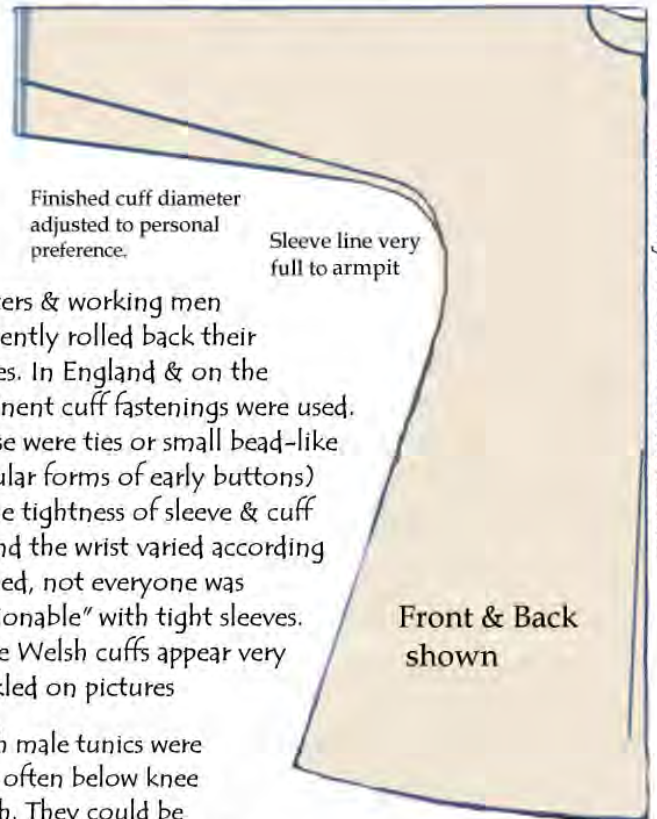 Finished cuff diameter
adjusted to personal
preference.
Sleeve line very
full to armpit
ers & working men
ently rolled back their
es. In England & on the
nent cuff fastenings were used.
se were ties or small bead-like
ular forms of early buttons)
e tightness of sleeve & cuff
nd the wrist varied according
ed, not everyone was
ionable” with tight sleeves.
e Welsh cuffs appear very
kled on pictures
Front & Back
shown
n male tunics were
often below knee
h. They could be